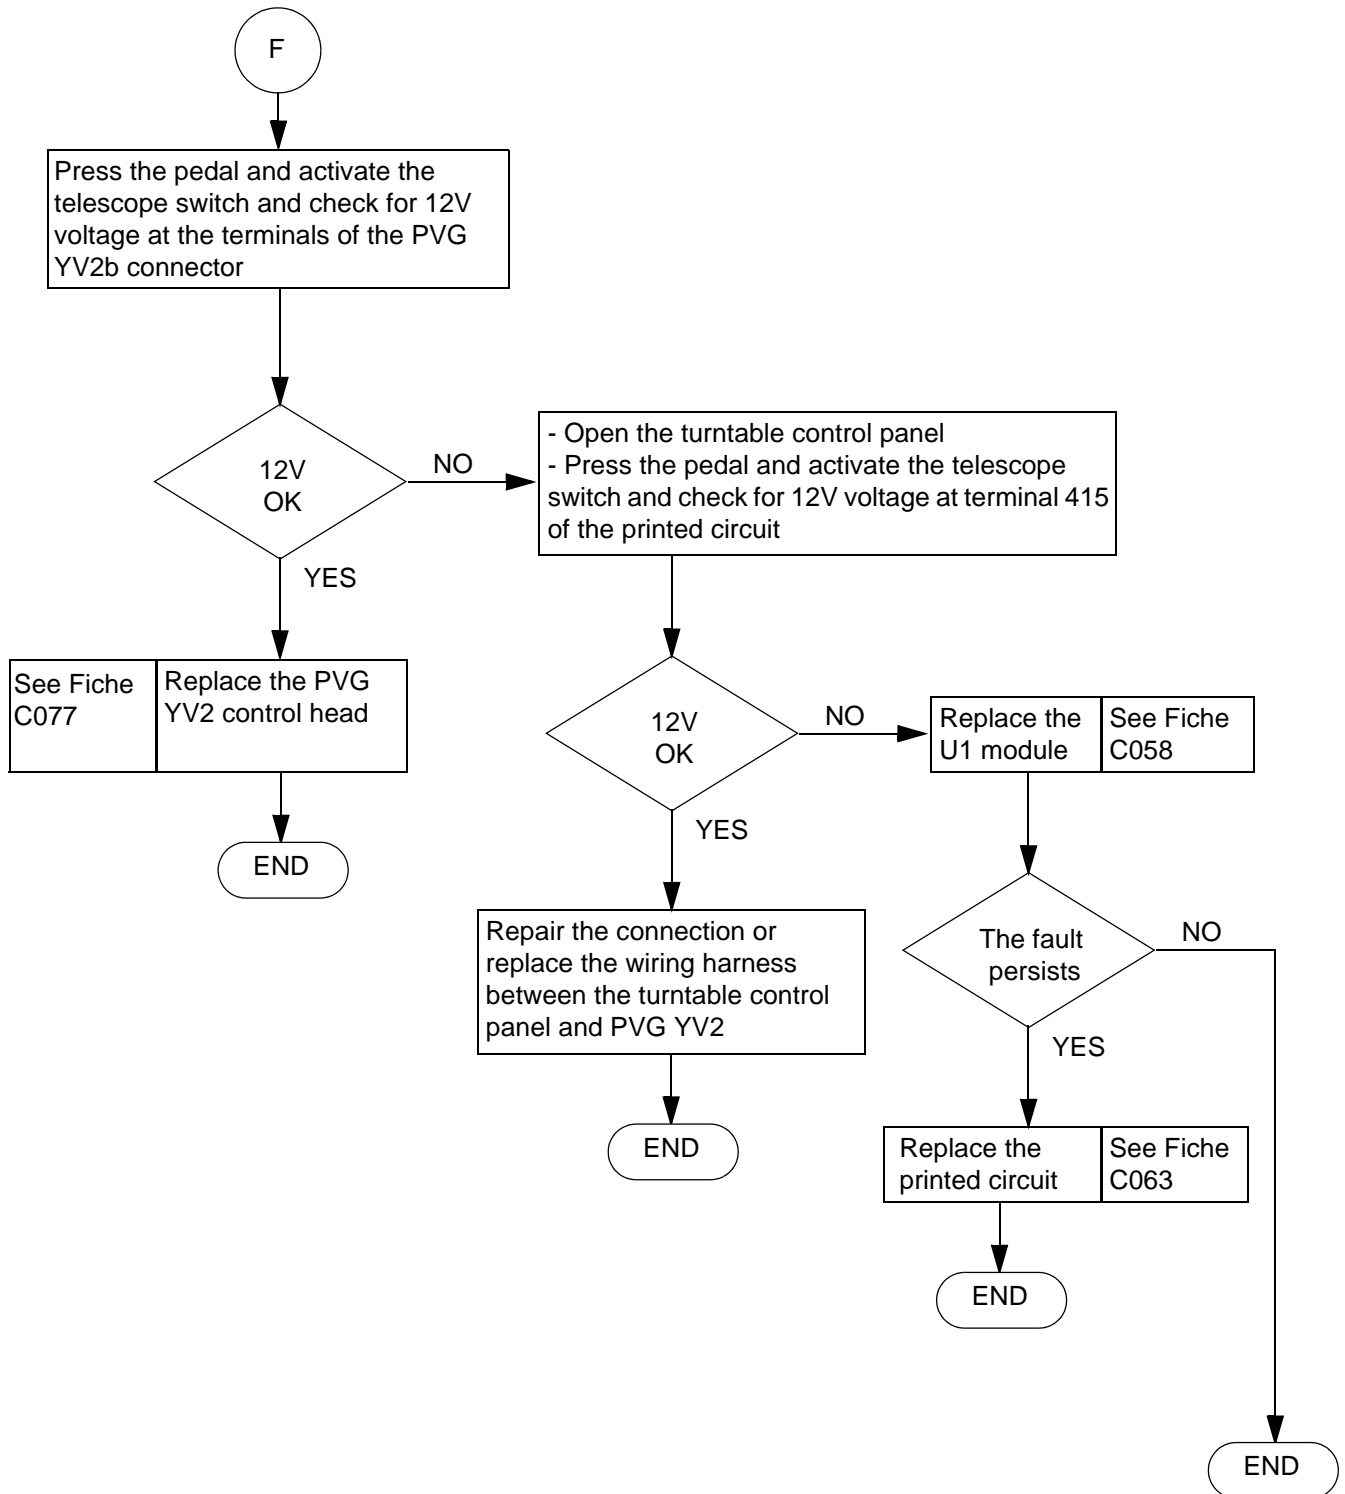 F
Press the pedal and activate the
telescope switch and check for 12V
voltage at the terminals of the PVG
YV2b connector
12V
OK
NO
- Open the turntable control panel
- Press the pedal and activate the telescope
switch and check for 12V voltage at terminal 415
of the printed circuit
YES
See Fiche
C077
Replace the PVG
YV2 control head
END
12V
OK
NO
Replace the
U1 module
See Fiche
C058
YES
Repair the connection or
replace the wiring harness
between the turntable control
panel and PVG YV2
END
The fault
persists
NO
YES
Replace the
printed circuit
See Fiche
C063
END
END